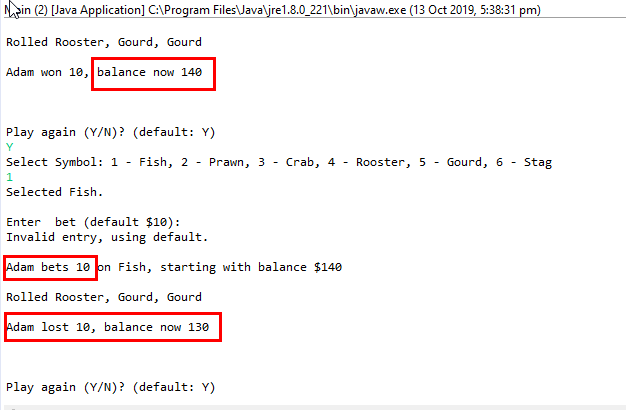 Main (2) [Java Application] C:\Program Files\Java\jre1.8.0_221\bin\javaw.exe (13 Oct 2019, 5:38:31 pm)
Rolled Rooster, Gourd, Gourd
Adam won 10, balance now 140
Play again (Y/N)? (default: Y)
Y
Select Symbol: 1 - Fish, 2 - Prawn, 3 - Crab, 4 - Rooster, 5 - Gourd, 6 - Stag
1
Selected Fish.
Enter  bet (default $10):
Invalid entry, using default.
Adam bets 10 on Fish, starting with balance $140
Rolled Rooster, Gourd, Gourd
Adam lost 10, balance now 130
Play again (Y/N)? (default: Y)